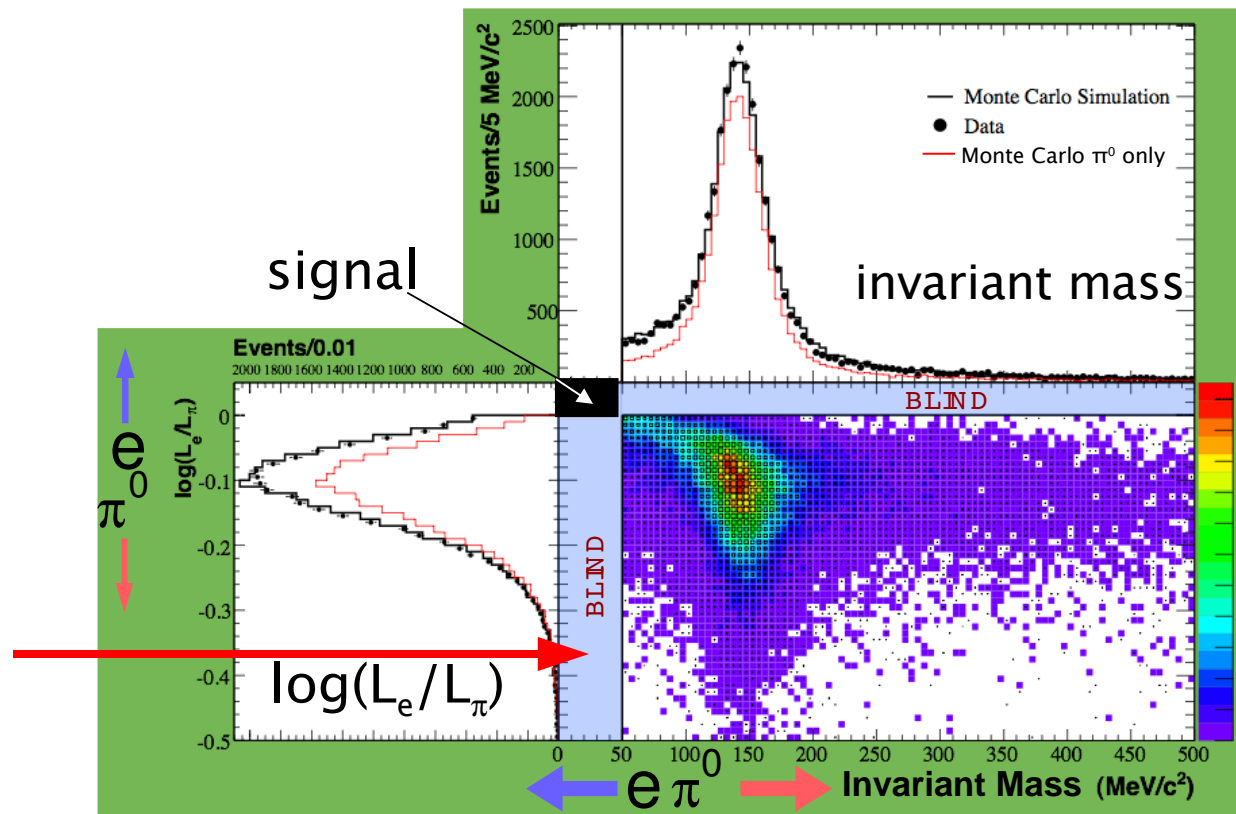 2500
2000
1500
1000
500
Events/5 MeV/c²
Monte Carlo Simulation
Data
Monte Carlo π⁰ only
signal
invariant mass
Events/0.01
2000 1800 1600 1400 1200 1000 800 600 400 200
BLIND
0
-0.1
-0.2
-0.3
-0.4
-0.5
log(Lₑ/Lπ)
e
π⁰
BLIND
log(Lₑ/Lπ)
0 50 100 150 200 250 300 350 400 450 500
e π⁰
Invariant Mass (MeV/c²)